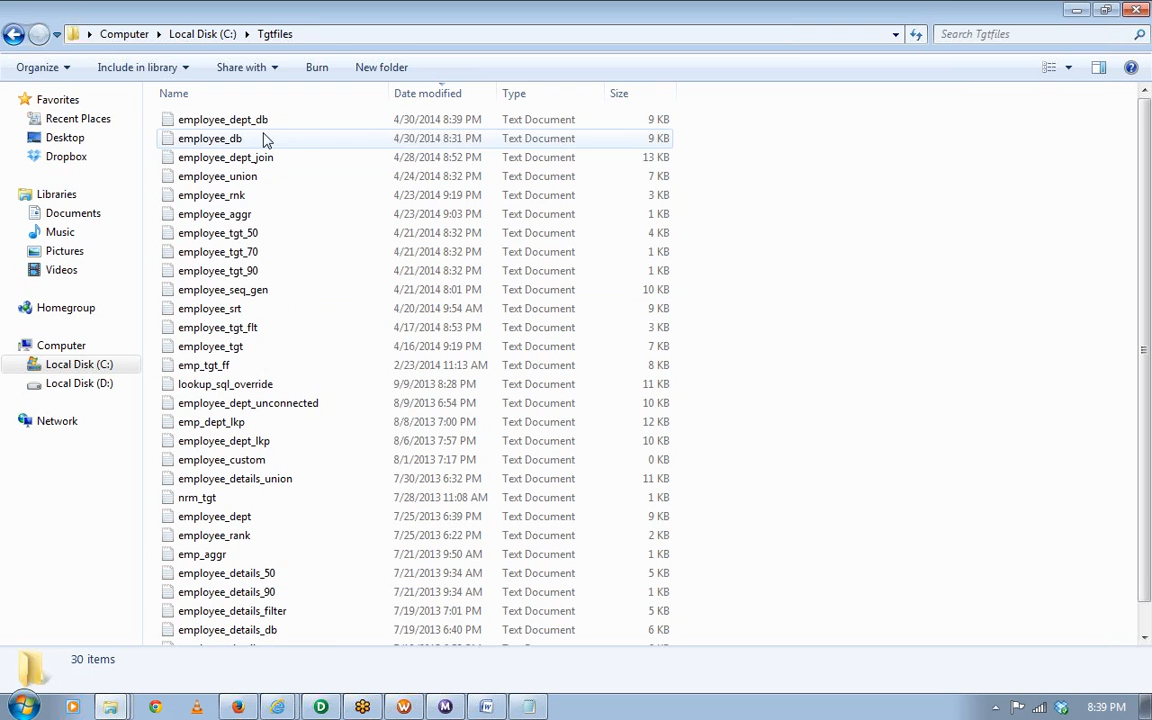 Computer Local Disk (C:) Tgtfiles Search Tgtfiles
Organize Include in library Share with Burn New folder
Name Date modified Type Size
Favorites
Recent Places
Desktop
Dropbox
Libraries
Documents
Music
Pictures
Videos
Homegroup
Computer
Local Disk (C:)
Local Disk (D:)
Network
employee_dept_db 4/30/2014 8:39 PM Text Document 9 KB
employee_db 4/30/2014 8:31 PM Text Document 9 KB
employee_dept_join 4/28/2014 8:52 PM Text Document 13 KB
employee_union 4/24/2014 8:32 PM Text Document 7 KB
employee_rnk 4/23/2014 9:19 PM Text Document 3 KB
employee_aggr 4/23/2014 9:03 PM Text Document 1 KB
employee_tgt_50 4/21/2014 8:32 PM Text Document 4 KB
employee_tgt_70 4/21/2014 8:32 PM Text Document 1 KB
employee_tgt_90 4/21/2014 8:32 PM Text Document 1 KB
employee_seq_gen 4/21/2014 8:01 PM Text Document 10 KB
employee_srt 4/20/2014 9:54 AM Text Document 9 KB
employee_tgt_flt 4/17/2014 8:53 PM Text Document 3 KB
employee_tgt 4/16/2014 9:19 PM Text Document 7 KB
emp_tgt_ff 2/23/2014 11:13 AM Text Document 8 KB
lookup_sql_override 9/9/2013 8:28 PM Text Document 11 KB
employee_dept_unconnected 8/9/2013 6:54 PM Text Document 10 KB
emp_dept_lkp 8/8/2013 7:00 PM Text Document 12 KB
employee_dept_lkp 8/6/2013 7:57 PM Text Document 10 KB
employee_custom 8/1/2013 7:17 PM Text Document 0 KB
employee_details_union 7/30/2013 6:32 PM Text Document 11 KB
nrm_tgt 7/28/2013 11:08 AM Text Document 1 KB
employee_dept 7/25/2013 6:39 PM Text Document 9 KB
employee_rank 7/25/2013 6:22 PM Text Document 2 KB
emp_aggr 7/21/2013 9:50 AM Text Document 1 KB
employee_details_50 7/21/2013 9:34 AM Text Document 5 KB
employee_details_90 7/21/2013 9:34 AM Text Document 1 KB
employee_details_filter 7/19/2013 7:01 PM Text Document 5 KB
employee_details_db 7/19/2013 6:40 PM Text Document 6 KB
30 items
8:39 PM